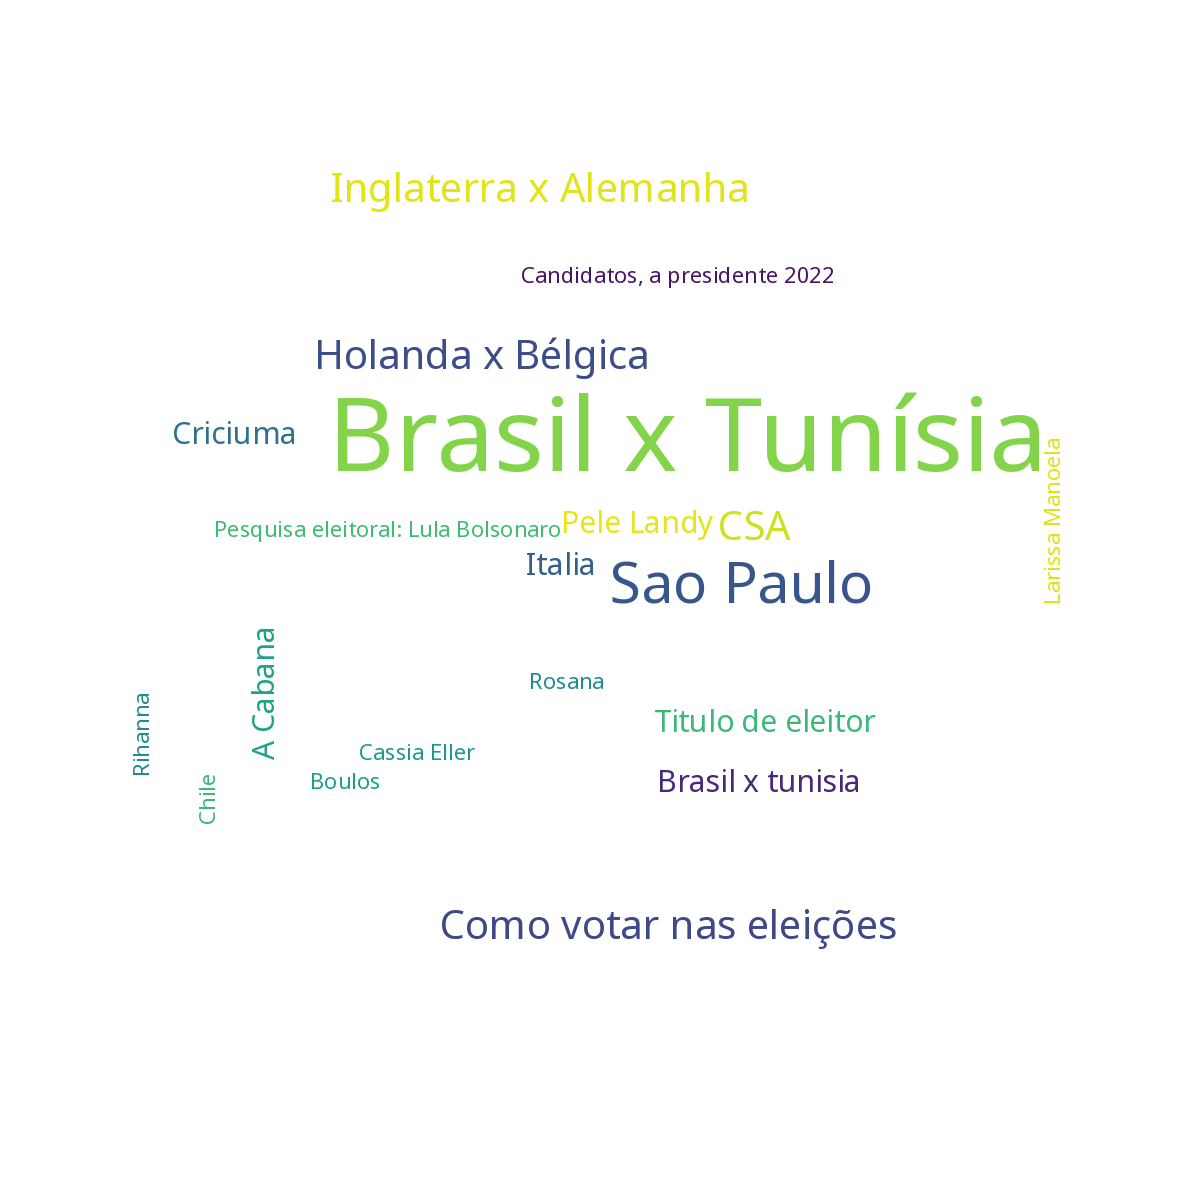 Inglaterra x Alemanha
Candidatos, a presidente 2022
Holanda x Bélgica
Brasil x Tunísia
Criciuma
Larissa Manoela
Pesquisa eleitoral: Lula Bolsonaro
Pele Landy
CSA
Italia
Sao Paulo
A Cabana
Rosana
Rihanna
Titulo de eleitor
Cassia Eller
Boulos
Brasil x tunisia
Chile
Como votar nas eleições